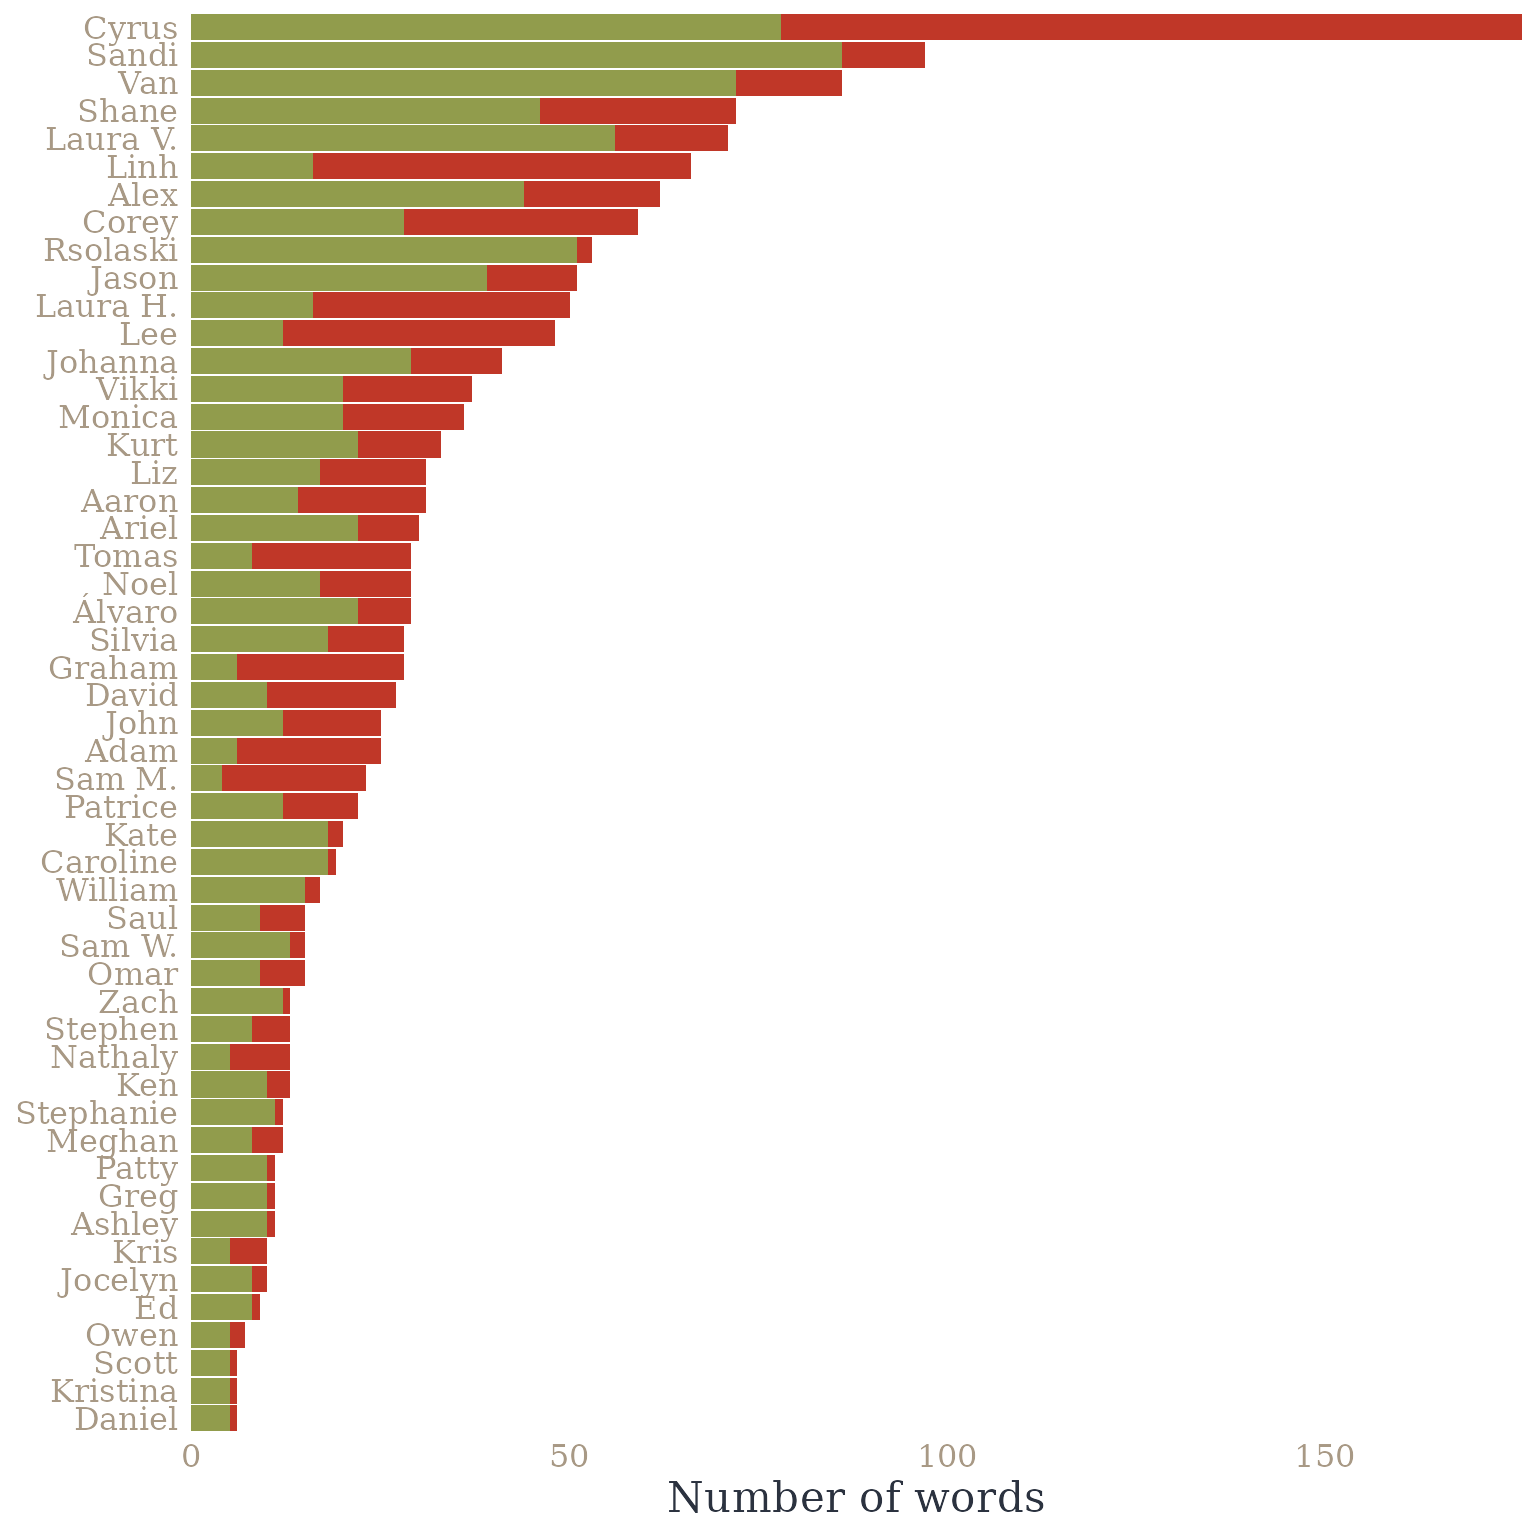 Cyrus
Sandi
Van
Shane
Laura V.
Linh
Alex
Corey
Rsolaski
Jason
Laura H.
Lee
Johanna
Vikki
Monica
Kurt
Liz
Aaron
Ariel
Tomas
Noel
Álvaro
Silvia
Graham
David
John
Adam
Sam M.
Patrice
Kate
Caroline
William
Saul
Sam W.
Omar
Zach
Stephen
Nathaly
Ken
Stephanie
Meghan
Patty
Greg
Ashley
Kris
Jocelyn
Ed
Owen
Scott
Kristina
Daniel
0 50 100 150
Number of words